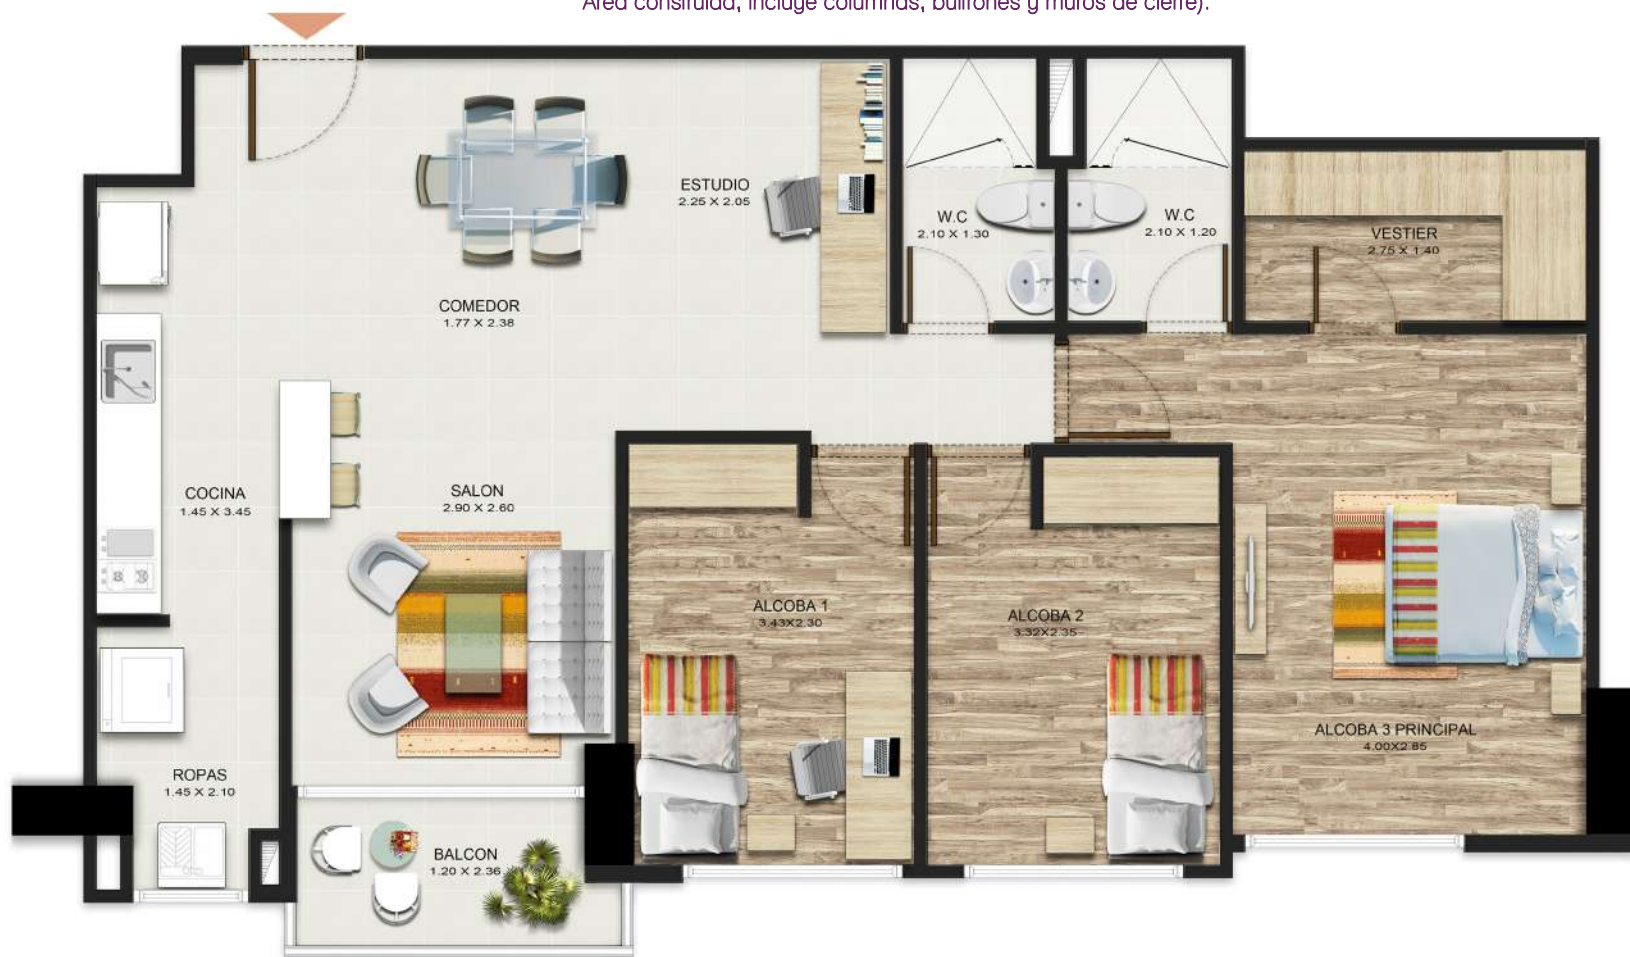 Área construida, incluye columnas, buitrones y muros de cierre).
ESTUDIO
2.25 X 2.05
W.C
2.10 X 1.30
W.C
2.10 X 1.20
VESTIER
2.75 X 1.40
COMEDOR
1.77 X 2.38
COCINA
1.45 X 3.45
SALON
2.90 X 2.60
ALCOBA 1
3.43X2.30
ALCOBA 2
3.32X2.35
ALCOBA 3 PRINCIPAL
4.00X2.85
ROPAS
1.45 X 2.10
BALCON
1.20 X 2.36